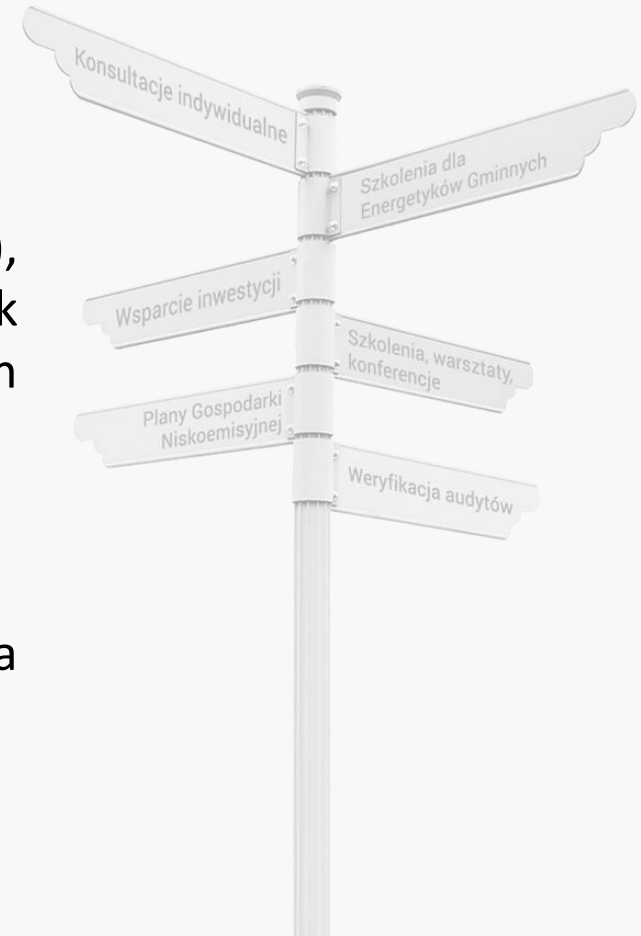 Konsultacje indywidualne
Szkolenia dla
Energetyków Gminnych
),
Wsparcie inwestycji
k
Szkolenia, warsztaty,
konferencje
n
Plany Gospodarki
Niskoemisyjnej
Weryfikacja audytów
a